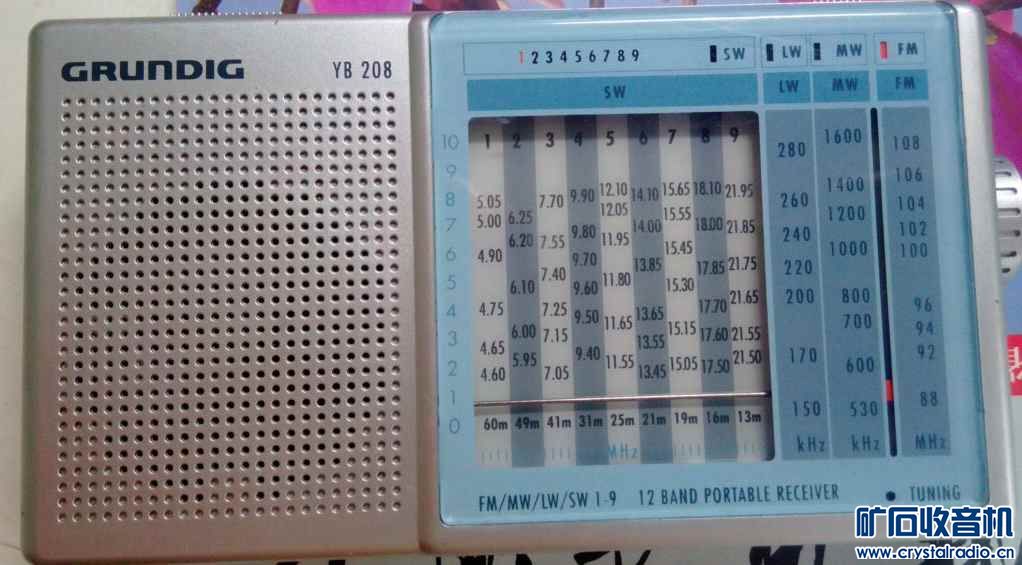 GRUNDIG YB 208
1 2 3 4 5 6 7 8 9 SW LW MW FM
SW LW MW FM
10 1 2 3 4 5 6 7 8 9 280 1600 108
9 106
8 5.05 7.70 9.90 12.10 14.10 15.65 18.10 21.95 260 1400 104
7 5.00 6.25 12.05 14.00 15.55 18.00 21.85 1200 102
6.20 7.55 9.80 11.95 15.45 240 1000 100
6 4.90 9.70 13.85 17.85 21.75 220
5 6.10 7.40 9.60 11.80 15.30 21.65 200 800 96
4 4.75 7.25 9.50 13.65 17.70 700 94
3 6.00 7.15 11.65 15.15 17.60 21.55
4.65 5.95 9.40 13.55 21.50 170 92
2 4.60 7.05 11.55 13.45 15.05 17.50 600
1 88
0 60m 49m 41m 31m 25m 21m 19m 16m 13m 150 530
MHz kHz kHz MHz
FM/MW/LW/SW 1-9 12 BAND PORTABLE RECEIVER TUNING
矿石收音机
www.crystalradio.cn